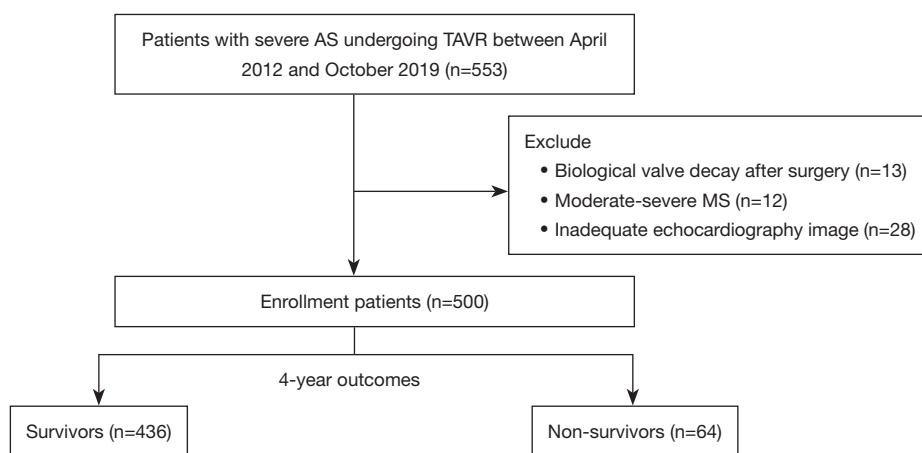 Patients with severe AS undergoing TAVR between April
2012 and October 2019 (n=553)
Exclude
• Biological valve decay after surgery (n=13)
• Moderate-severe MS (n=12)
• Inadequate echocardiography image (n=28)
Enrollment patients (n=500)
4-year outcomes
Survivors (n=436)
Non-survivors (n=64)